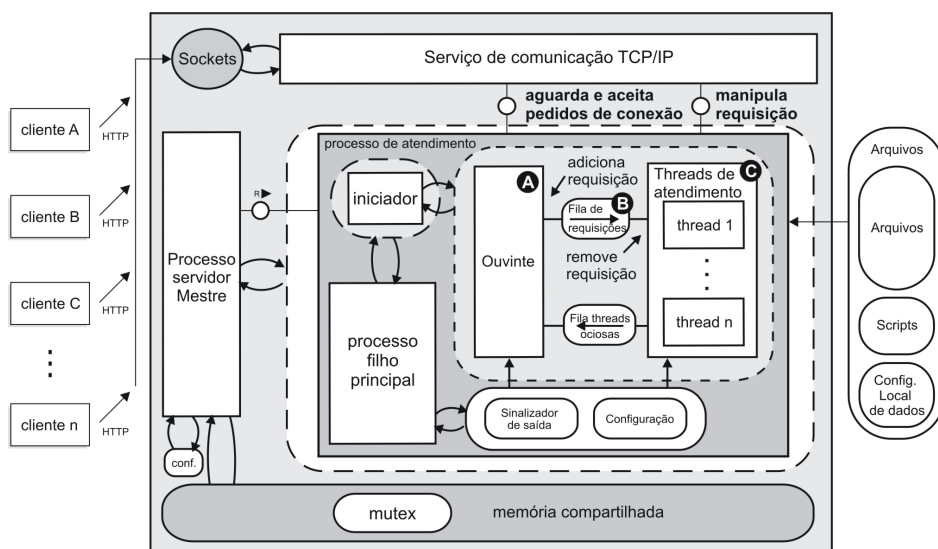 Sockets
Serviço de comunicação TCP/IP
aguarda e aceita
pedidos de conexão
manipula
requisição
cliente A
HTTP
cliente B
HTTP
cliente C
HTTP
cliente n
HTTP
Processo
servidor
Mestre
R
conf.
processo de atendimento
iniciador
processo
filho
principal
A
Ouvinte
adiciona
requisição
B
Fila de
requisições
remove
requisição
Fila threads
ociosas
C
Threads de
atendimento
thread 1
thread n
Sinalizador
de saída
Configuração
Arquivos
Arquivos
Scripts
Config.
Local
de dados
mutex
memória compartilhada